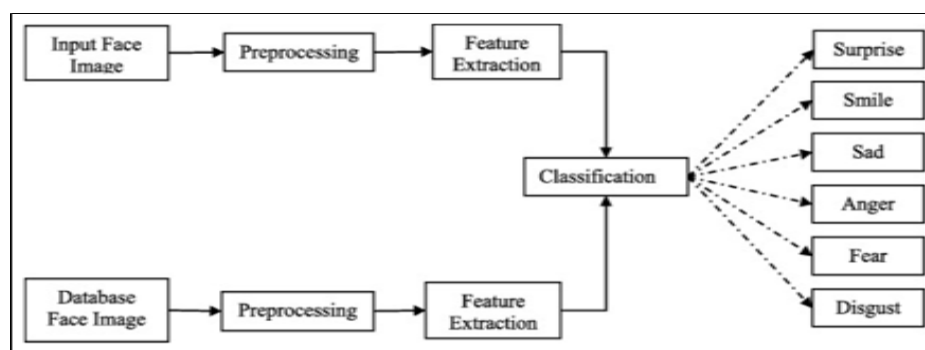 Input Face
Image
Preprocessing
Feature
Extraction
Surprise
Smile
Sad
Classification
Anger
Fear
Database
Face Image
Preprocessing
Feature
Extraction
Disgust